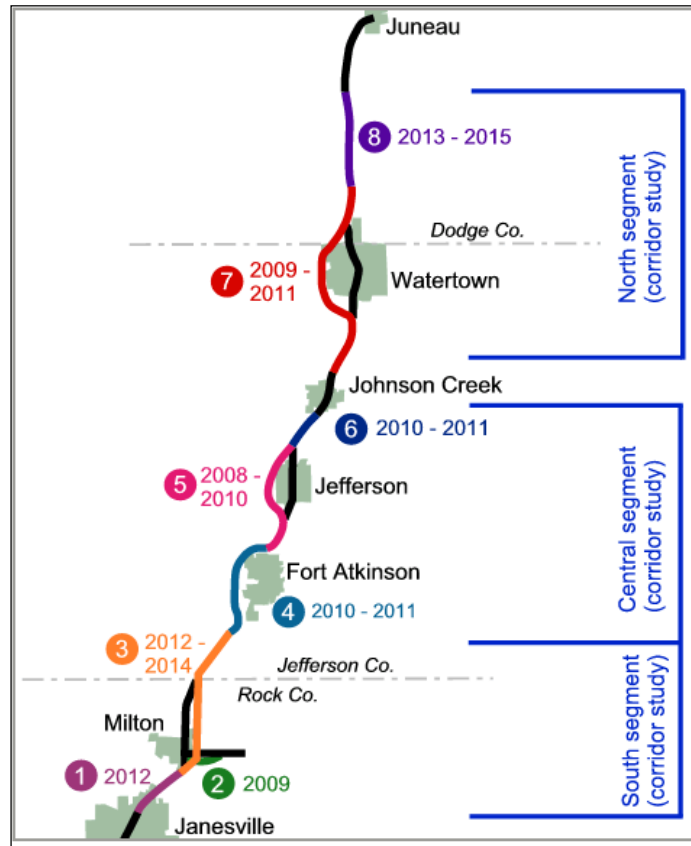 Juneau
8 2013 - 2015
Dodge Co.
North segment
(corridor study)
7 2009 -
2011
Watertown
Johnson Creek
6 2010 - 2011
5 2008 -
2010
Jefferson
Central segment
(corridor study)
Fort Atkinson
4 2010 - 2011
3 2012 -
2014
Jefferson Co.
Rock Co.
Milton
South segment
(corridor study)
1 2012
2 2009
Janesville